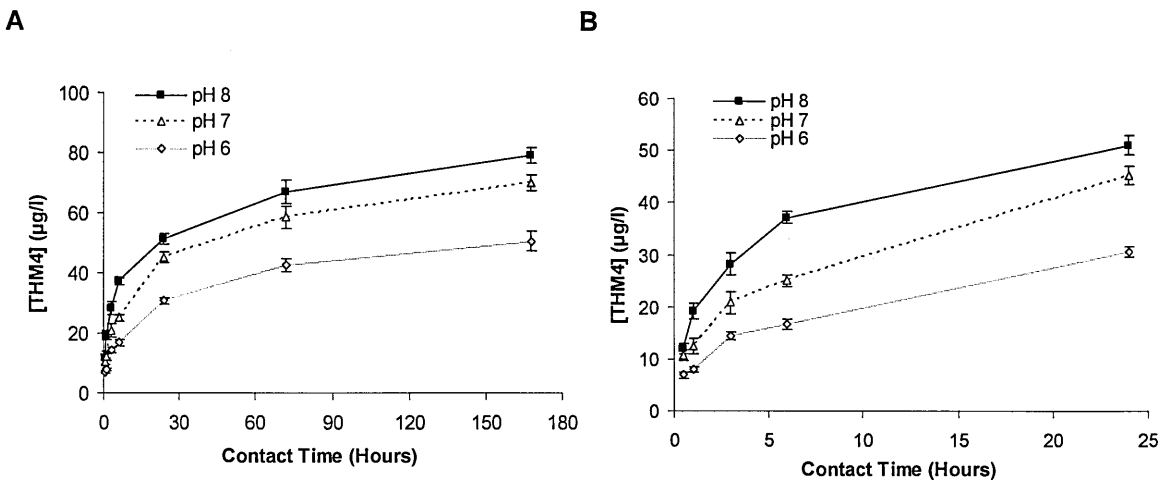 A
100
80
60
40
20
0
[THM4] (µg/l)
pH 8
pH 7
pH 6
0 30 60 90 120 150 180
Contact Time (Hours)
B
60
50
40
30
20
10
0
[THM4] (µg/l)
pH 8
pH 7
pH 6
0 5 10 15 20 25
Contact Time (Hours)